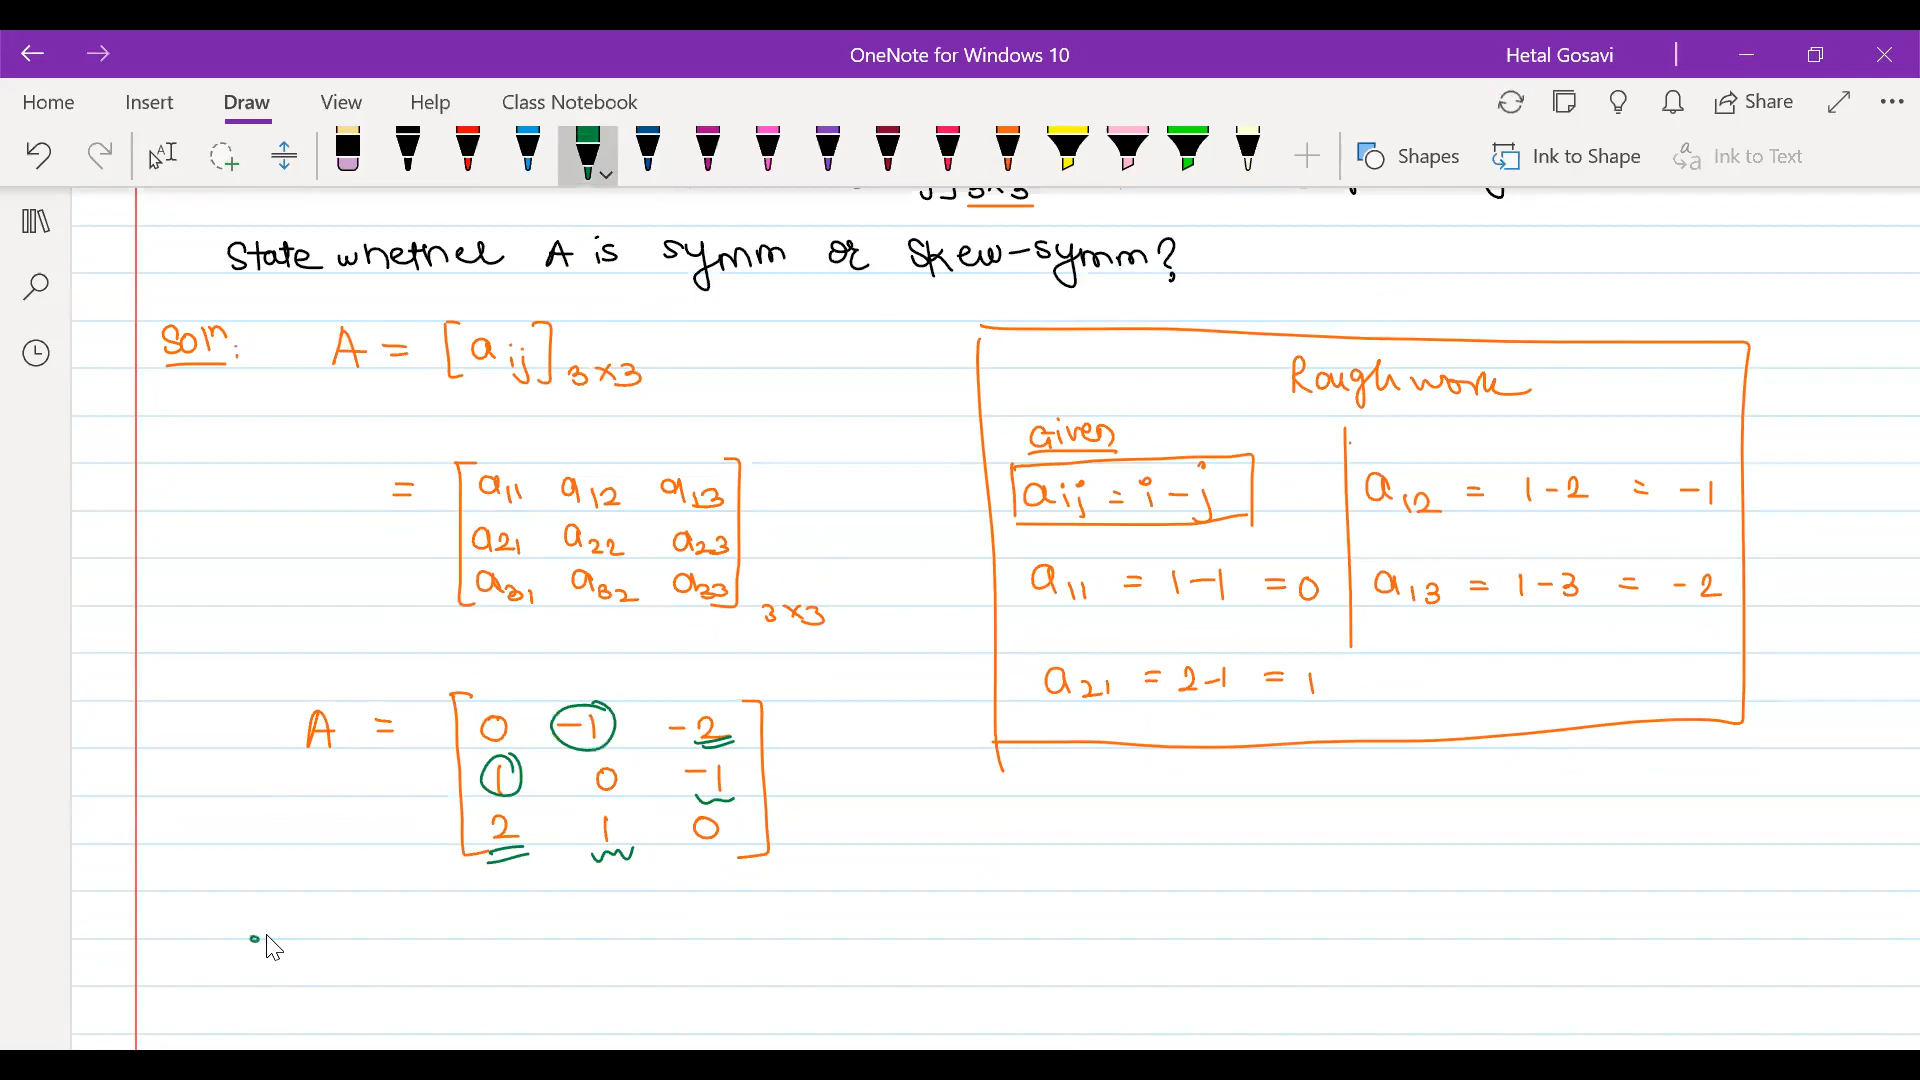 OneNote for Windows 10
Hetal Gosavi
Home Insert Draw View Help Class Notebook
Share
Shapes
Ink to Shape
Ink to Text
3×3
State whether A is symm or skew-symm?
Soln: A = [a ij] 3×3
= [a11 a12 a13
a21 a22 a23
a31 a32 a33] 3×3
A = [0 -1 -2
1 0 -1
2 1 0]
Rough work
Given
aij = i - j
a11 = 1-1 = 0
a21 = 2-1 = 1
a12 = 1-2 = -1
a13 = 1-3 = -2